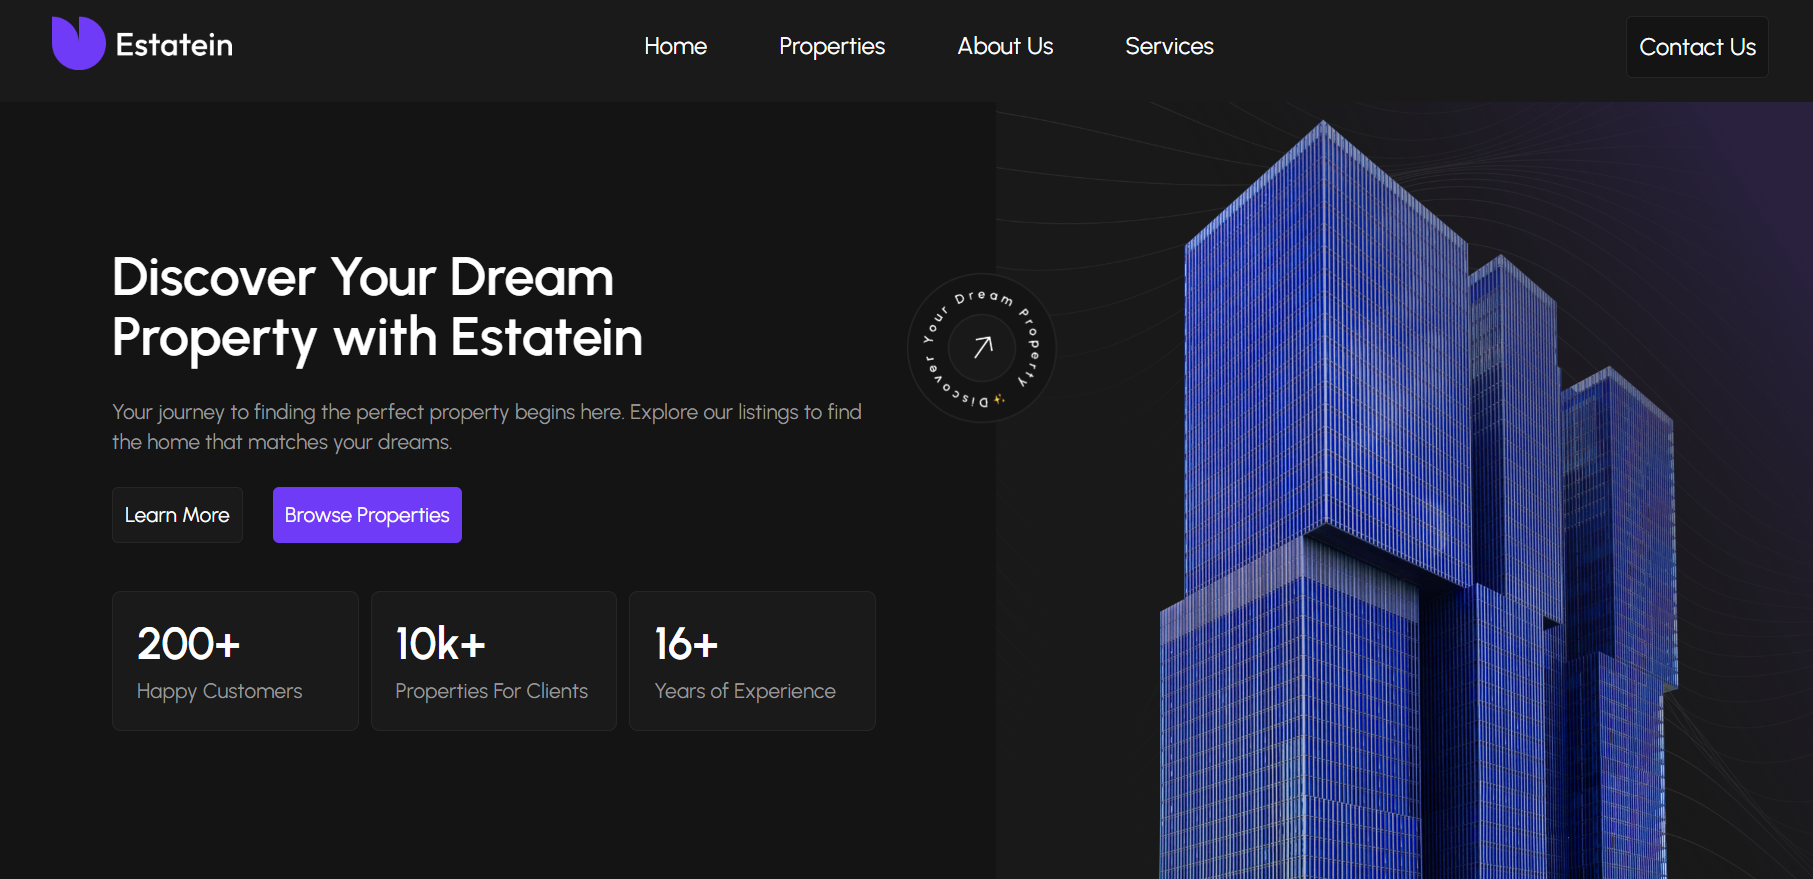 Estatein
Home
Properties
About Us
Services
Contact Us
Discover Your Dream
Property with Estatein
Your journey to finding the perfect property begins here. Explore our listings to find
the home that matches your dreams.
Learn More
Browse Properties
✨Discover Your Dream Property
200+
Happy Customers
10k+
Properties For Clients
16+
Years of Experience